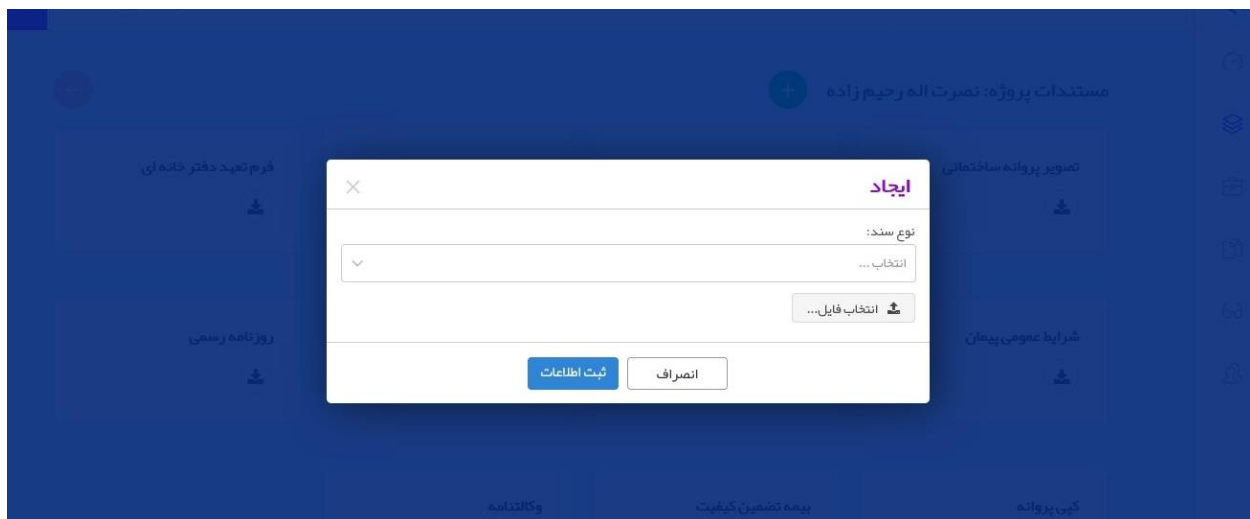 مستندات پروژه: نصرت اله رحیم زاده
تصویر پروانه ساختمانی
فرم تعهد دفتر خانه ای
ایجاد
نوع سند:
انتخاب ...
انتخاب فایل...
انصراف
ثبت اطلاعات
شرایط عمومی پیمان
روزنامه رسمی
کپی پروانه
بیمه تضمین کیفیت
وکالتنامه